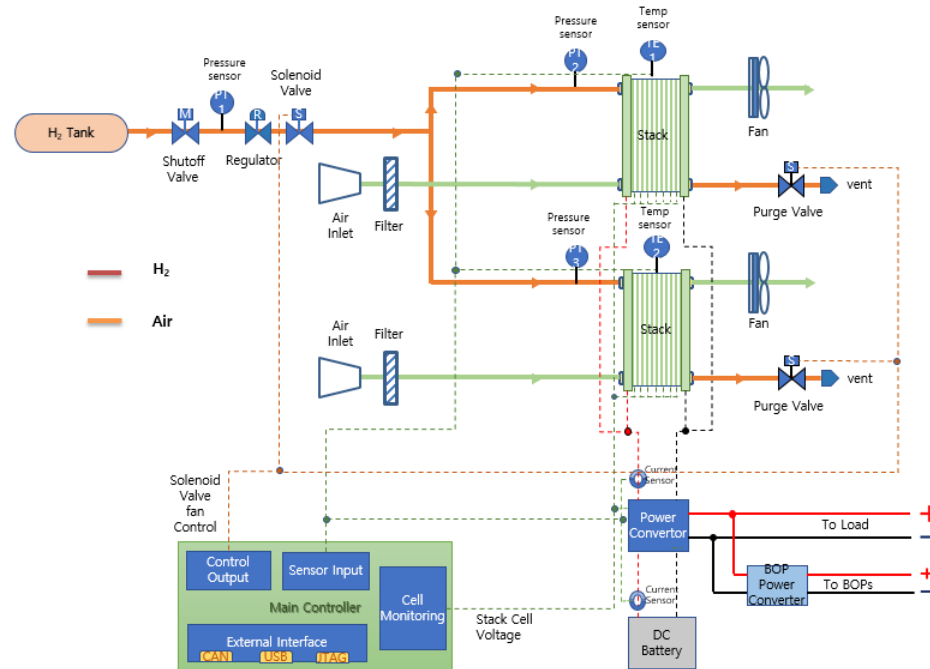 Temp
sensor
Pressure
sensor
TE
1
PT
2
Pressure
sensor
Solenoid
Valve
PT
1
M
R
S
H₂ Tank
Shutoff
Valve
Regulator
Stack
Fan
Air
Inlet
Filter
S
vent
Purge Valve
Pressure
sensor
Temp
sensor
PT
3
TE
2
H₂
Air
Air
Inlet
Filter
Stack
Fan
S
vent
Purge Valve
Solenoid
Valve
fan
Control
Current
Sensor
Power
Convertor
To Load
+
−
BOP
Power
Converter
To BOPs
+
−
Control
Output
Sensor Input
Cell
Monitoring
Main Controller
External Interface
CAN
USB
JTAG
Stack Cell
Voltage
Current
Sensor
DC
Battery